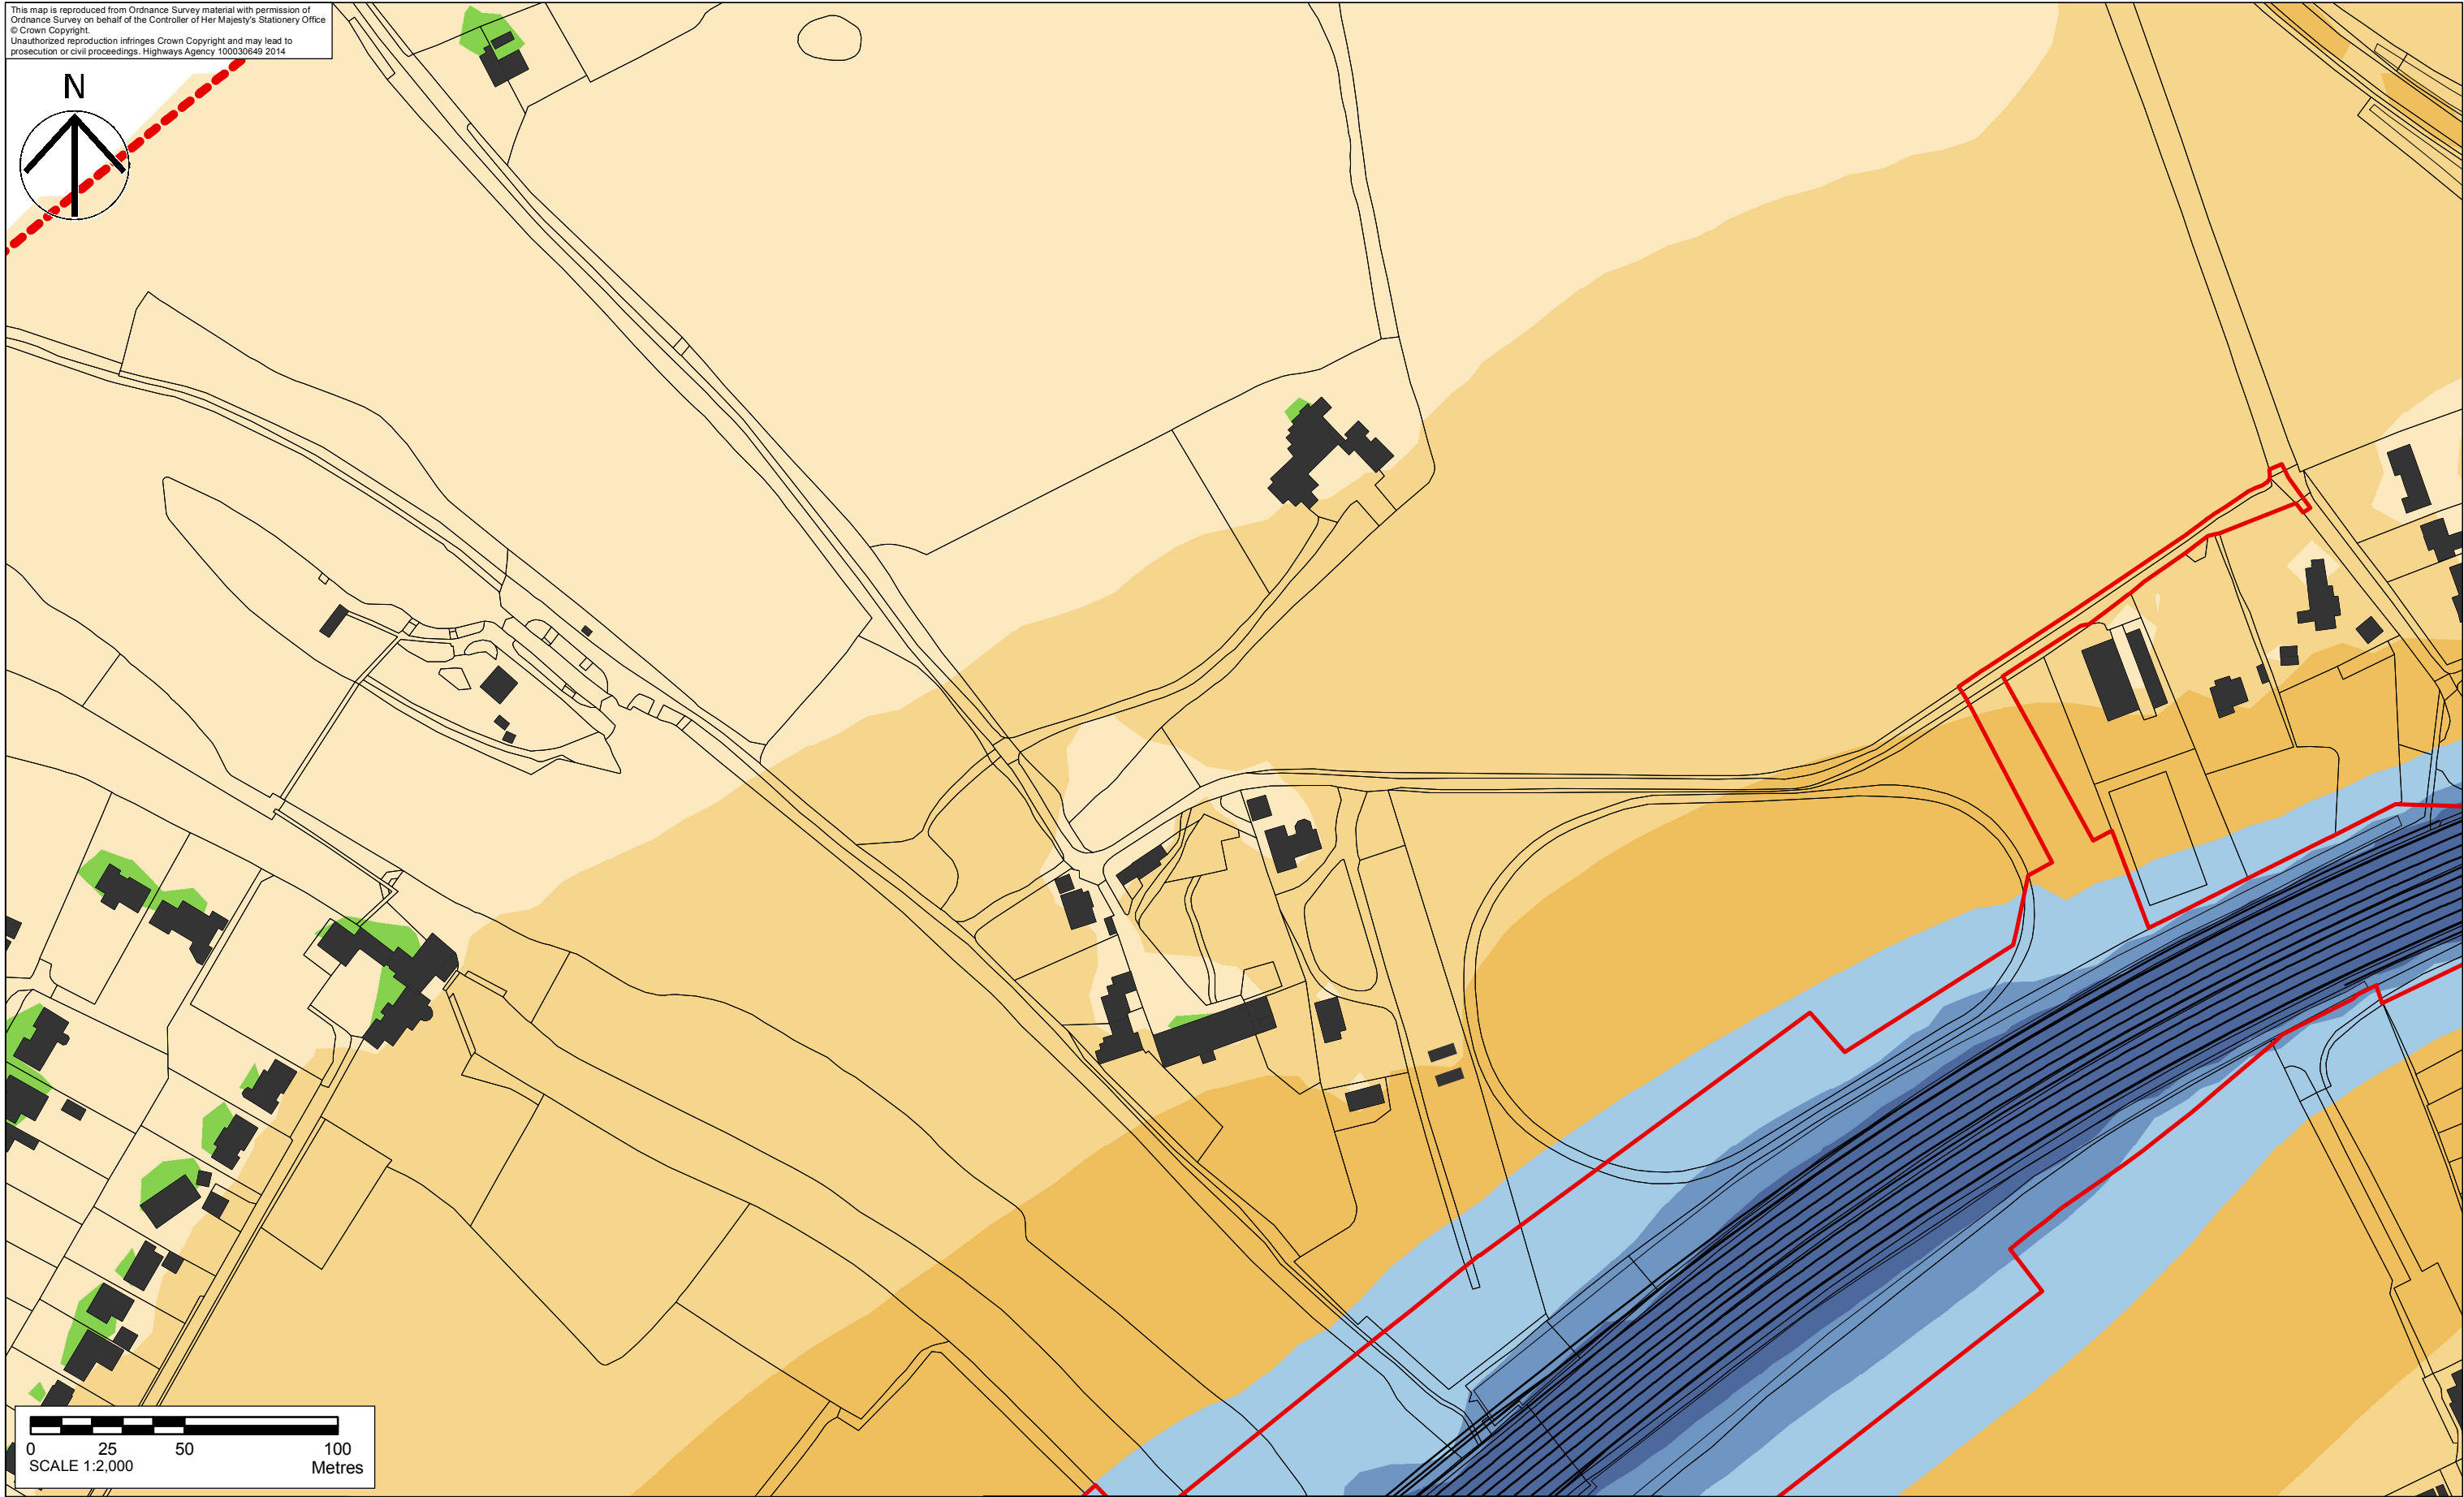 This map is reproduced from Ordnance Survey material with permission of
Ordnance Survey on behalf of the Controller of Her Majesty's Stationery Office
© Crown Copyright.
Unauthorized reproduction infringes Crown Copyright and may lead to
prosecution or civil proceedings. Highways Agency 100030649 2014
N
0 25 50 100
SCALE 1:2,000 Metres